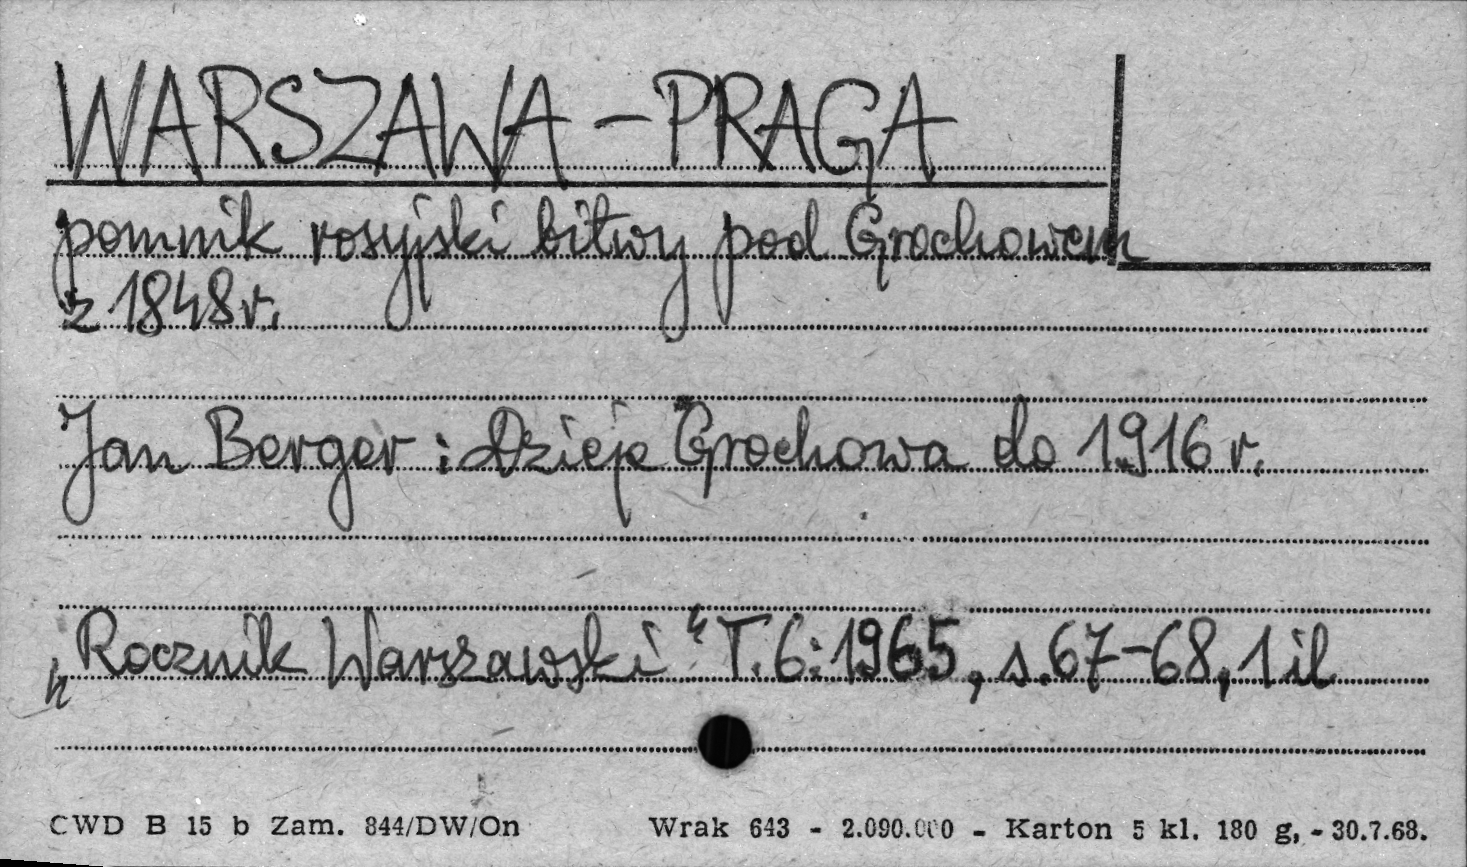 WARSZAWA - PRAGA
pomnik rosyjski bitwy pod Grochowem
z 1848 r.
Jan Berger : Dzieje Grochowa do 1916 r.
„Rocznik Warszawski" T.6: 1965, s. 67-68, 1 il
CWD B 15 b Zam. 844/DW/On Wrak 643 - 2.090.000 - Karton 5 kl. 180 g, - 30.7.68.